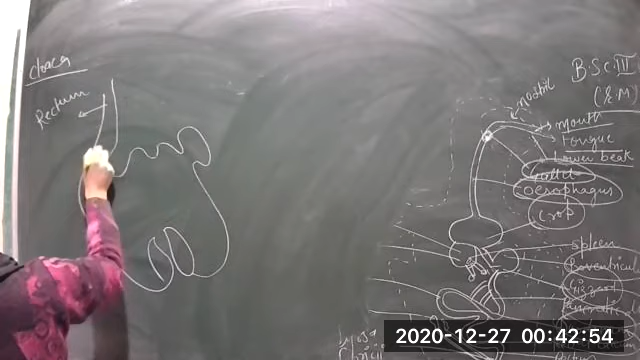 cloaca
Rectum
B.Sc III
(Z.M)
nostril
mouth
tongue
Lower beak
gullet
oesophagus
crop
spleen
Proventricul
Gizzard
2020-12-27 00:42:54